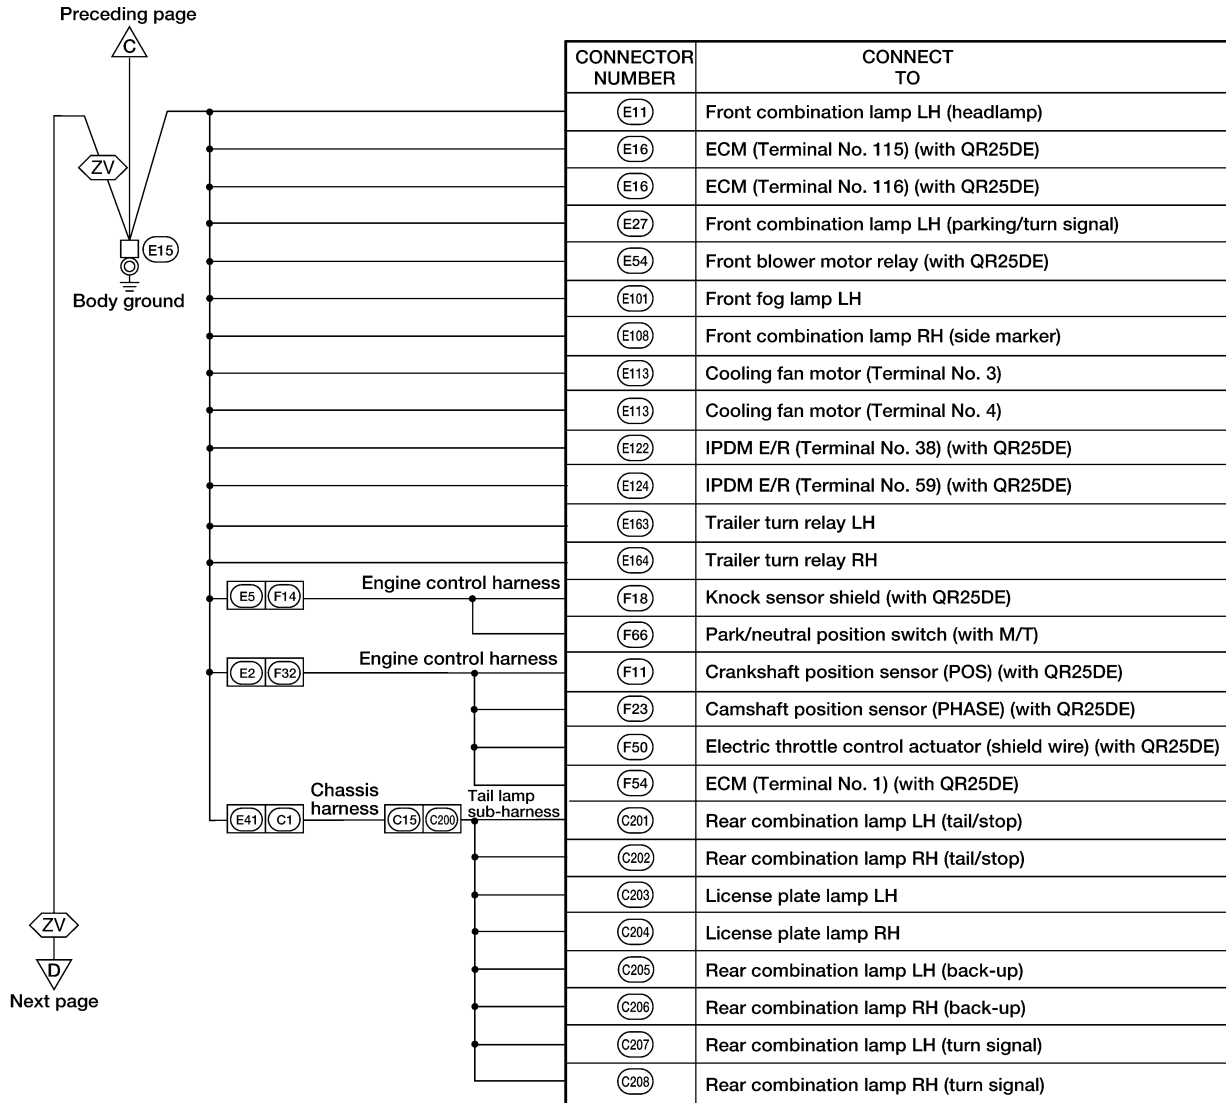 Preceding page
C
ZV
E15
Body ground
ZV
D
Next page
CONNECTOR NUMBER CONNECT TO
E11 Front combination lamp LH (headlamp)
E16 ECM (Terminal No. 115) (with QR25DE)
E16 ECM (Terminal No. 116) (with QR25DE)
E27 Front combination lamp LH (parking/turn signal)
E54 Front blower motor relay (with QR25DE)
E101 Front fog lamp LH
E108 Front combination lamp RH (side marker)
E113 Cooling fan motor (Terminal No. 3)
E113 Cooling fan motor (Terminal No. 4)
E122 IPDM E/R (Terminal No. 38) (with QR25DE)
E124 IPDM E/R (Terminal No. 59) (with QR25DE)
E163 Trailer turn relay LH
E164 Trailer turn relay RH
E5 F14 Engine control harness F18 Knock sensor shield (with QR25DE)
F66 Park/neutral position switch (with M/T)
E2 F32 Engine control harness F11 Crankshaft position sensor (POS) (with QR25DE)
F23 Camshaft position sensor (PHASE) (with QR25DE)
F50 Electric throttle control actuator (shield wire) (with QR25DE)
F54 ECM (Terminal No. 1) (with QR25DE)
E41 C1 Chassis harness C15 C200 Tail lamp sub-harness C201 Rear combination lamp LH (tail/stop)
C202 Rear combination lamp RH (tail/stop)
C203 License plate lamp LH
C204 License plate lamp RH
C205 Rear combination lamp LH (back-up)
C206 Rear combination lamp RH (back-up)
C207 Rear combination lamp LH (turn signal)
C208 Rear combination lamp RH (turn signal)